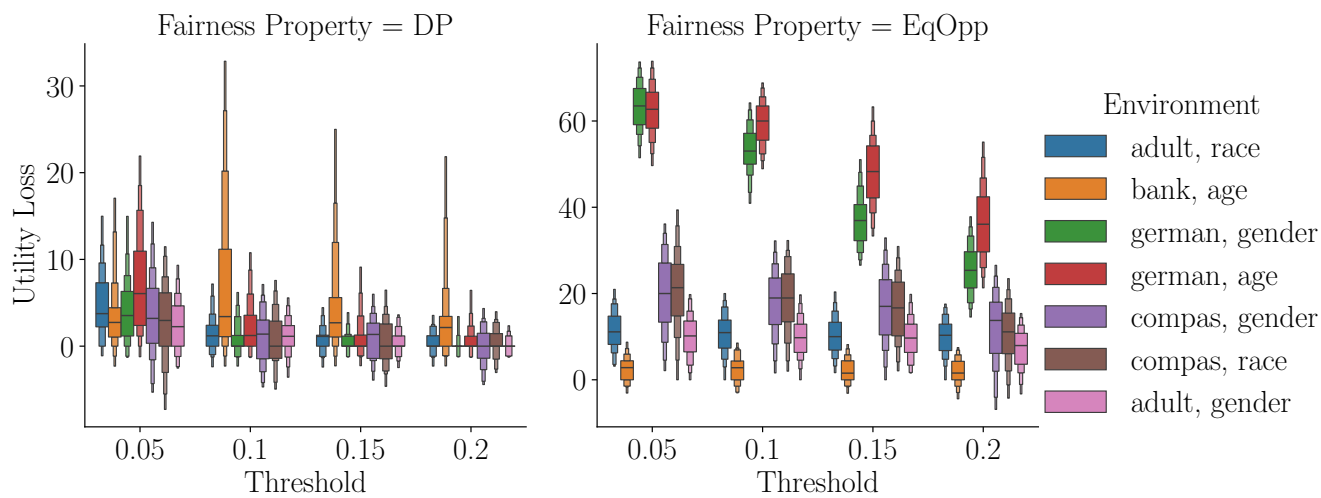 Fairness Property = DP
Fairness Property = EqOpp
Utility Loss
30
20
10
0
0.05
0.1
0.15
0.2
Threshold
60
40
20
0
0.05
0.1
0.15
0.2
Threshold
Environment
adult, race
bank, age
german, gender
german, age
compas, gender
compas, race
adult, gender